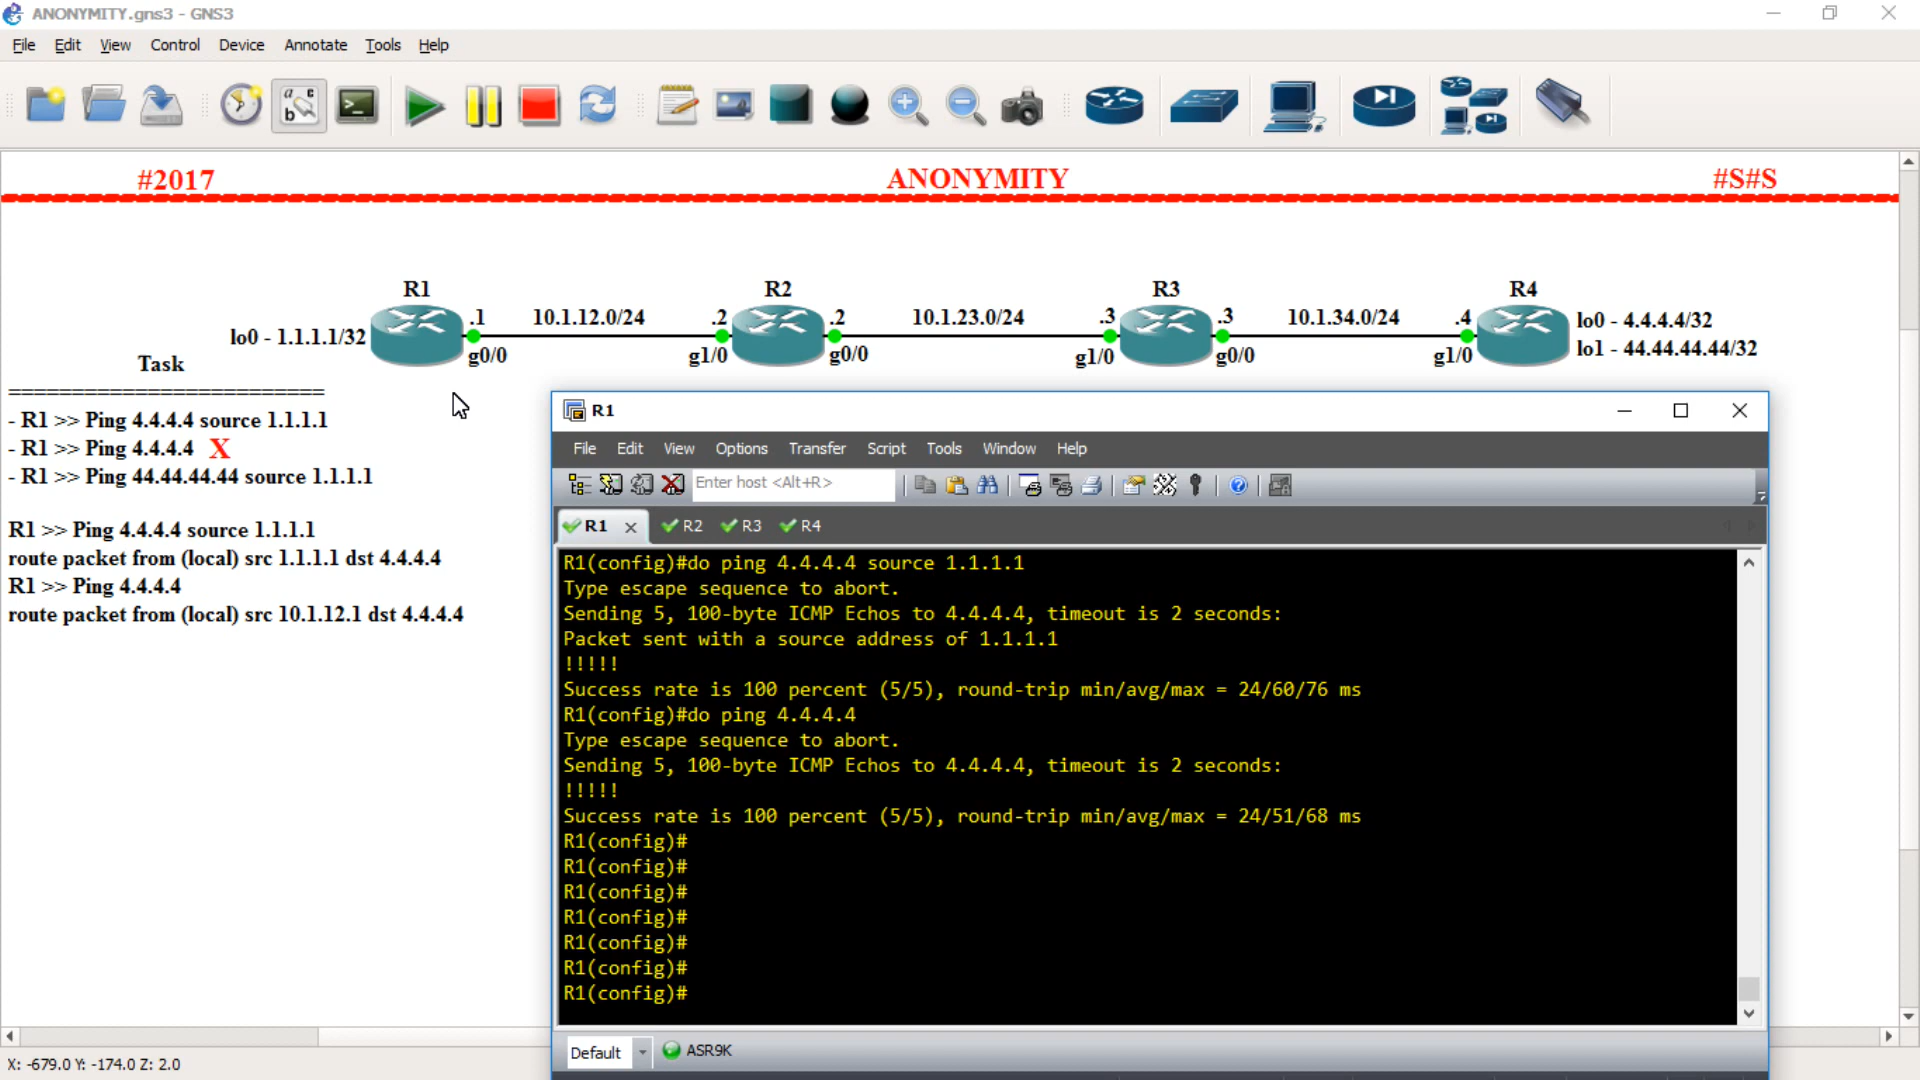 ANONYMITY.gns3 - GNS3
File Edit View Control Device Annotate Tools Help
#2017 ANONYMITY #S#S
R1 R2 R3 R4
lo0 - 1.1.1.1/32 .1 10.1.12.0/24 .2 .2 10.1.23.0/24 .3 .3 10.1.34.0/24 .4 lo0 - 4.4.4.4/32
g0/0 g1/0 g0/0 g1/0 g0/0 g1/0 lo1 - 44.44.44.44/32
Task
=========================
- R1 >> Ping 4.4.4.4 source 1.1.1.1
- R1 >> Ping 4.4.4.4 X
- R1 >> Ping 44.44.44.44 source 1.1.1.1
R1 >> Ping 4.4.4.4 source 1.1.1.1
route packet from (local) src 1.1.1.1 dst 4.4.4.4
R1 >> Ping 4.4.4.4
route packet from (local) src 10.1.12.1 dst 4.4.4.4
R1
File Edit View Options Transfer Script Tools Window Help
Enter host <Alt+R>
R1 R2 R3 R4
R1(config)#do ping 4.4.4.4 source 1.1.1.1
Type escape sequence to abort.
Sending 5, 100-byte ICMP Echos to 4.4.4.4, timeout is 2 seconds:
Packet sent with a source address of 1.1.1.1
!!!!!
Success rate is 100 percent (5/5), round-trip min/avg/max = 24/60/76 ms
R1(config)#do ping 4.4.4.4
Type escape sequence to abort.
Sending 5, 100-byte ICMP Echos to 4.4.4.4, timeout is 2 seconds:
!!!!!
Success rate is 100 percent (5/5), round-trip min/avg/max = 24/51/68 ms
R1(config)#
R1(config)#
R1(config)#
R1(config)#
R1(config)#
R1(config)#
R1(config)#
Default ASR9K
X: -679.0 Y: -174.0 Z: 2.0